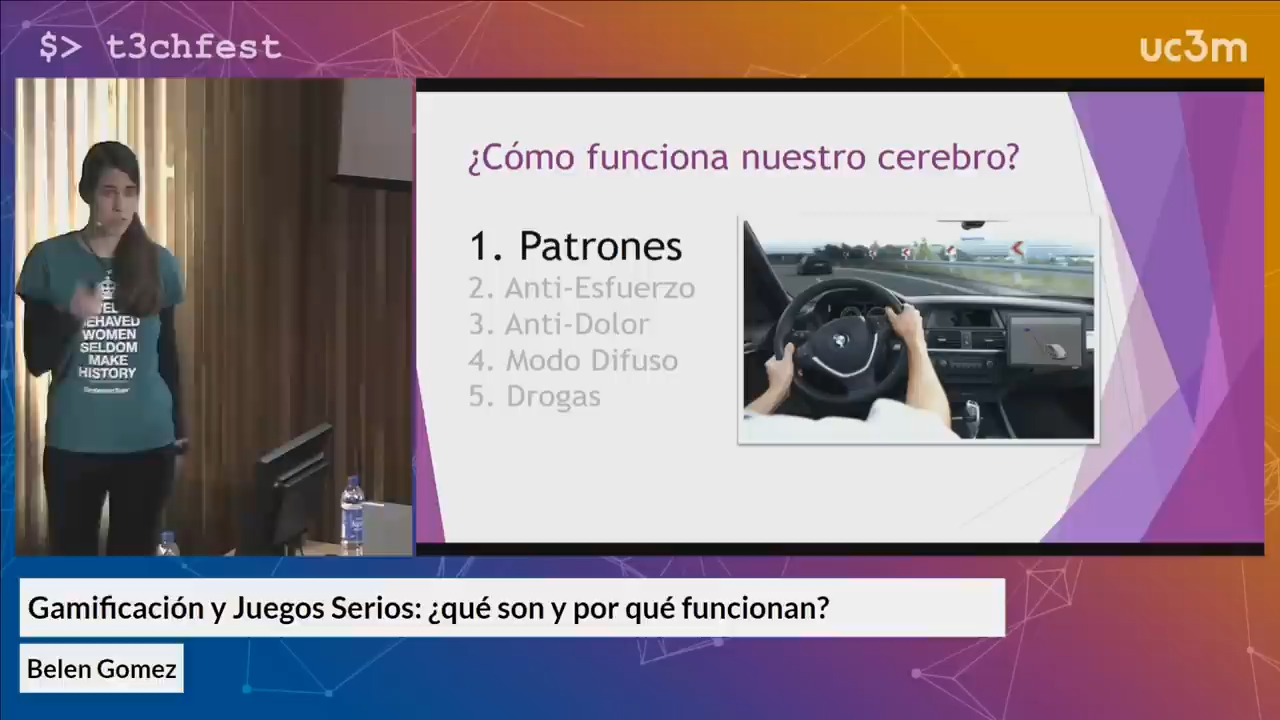 $> t3chfest
uc3m
¿Cómo funciona nuestro cerebro?
1. Patrones
2. Anti-Esfuerzo
3. Anti-Dolor
4. Modo Difuso
5. Drogas
BEHAVED
WOMEN
SELDOM
MAKE
HISTORY
Gamificación y Juegos Serios: ¿qué son y por qué funcionan?
Belen Gomez